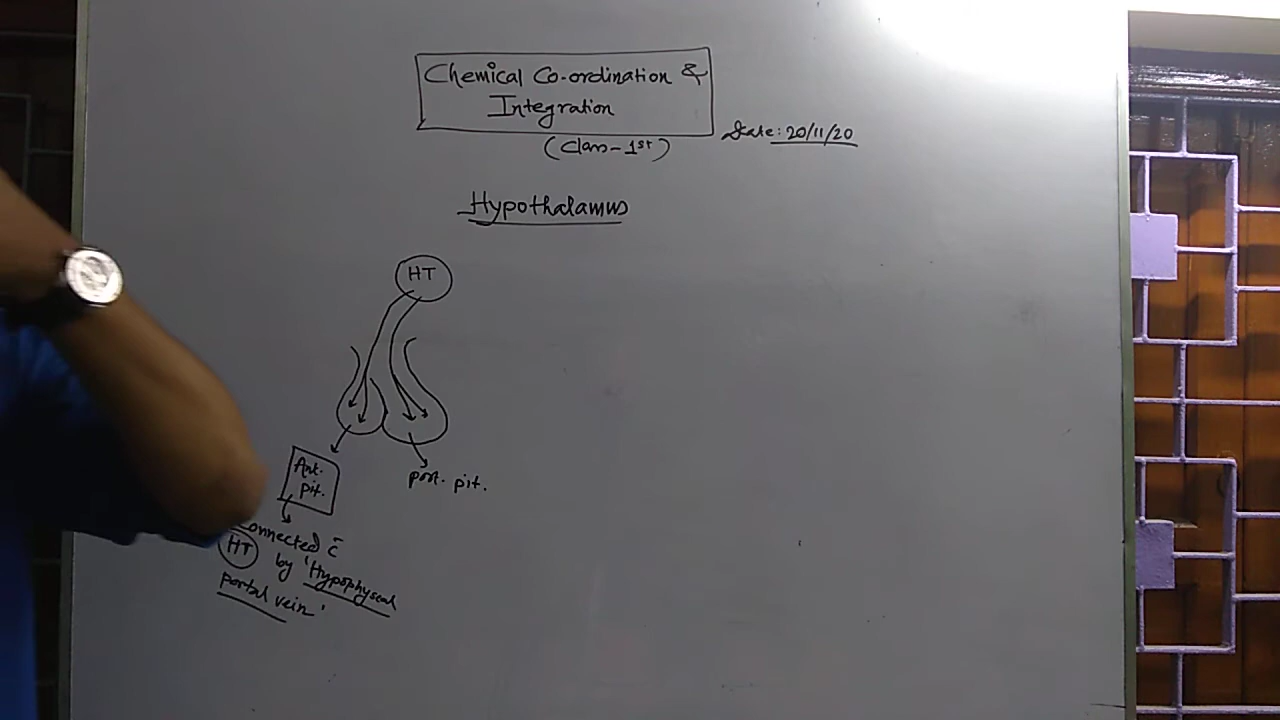 Chemical Co-ordination &
Integration
(Class-1st)
Date: 20/11/20
Hypothalamus
HT
Ant.
pit.
post. pit.
Connected c̄
HT by 'Hypophyseal
portal vein'